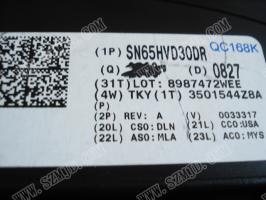 (1P) SN65HVD30DR QC168K
(Q) (D) 0827
(31T)LOT: 8987472WEE
(4W) TKY(1T) 3501544ZBA
(P)
(2P) REV: A (V) 0033317
(20L) CSO:DLN (21L) CCO:USA
(22L) ASO:MLA (23L) ACO:MYS